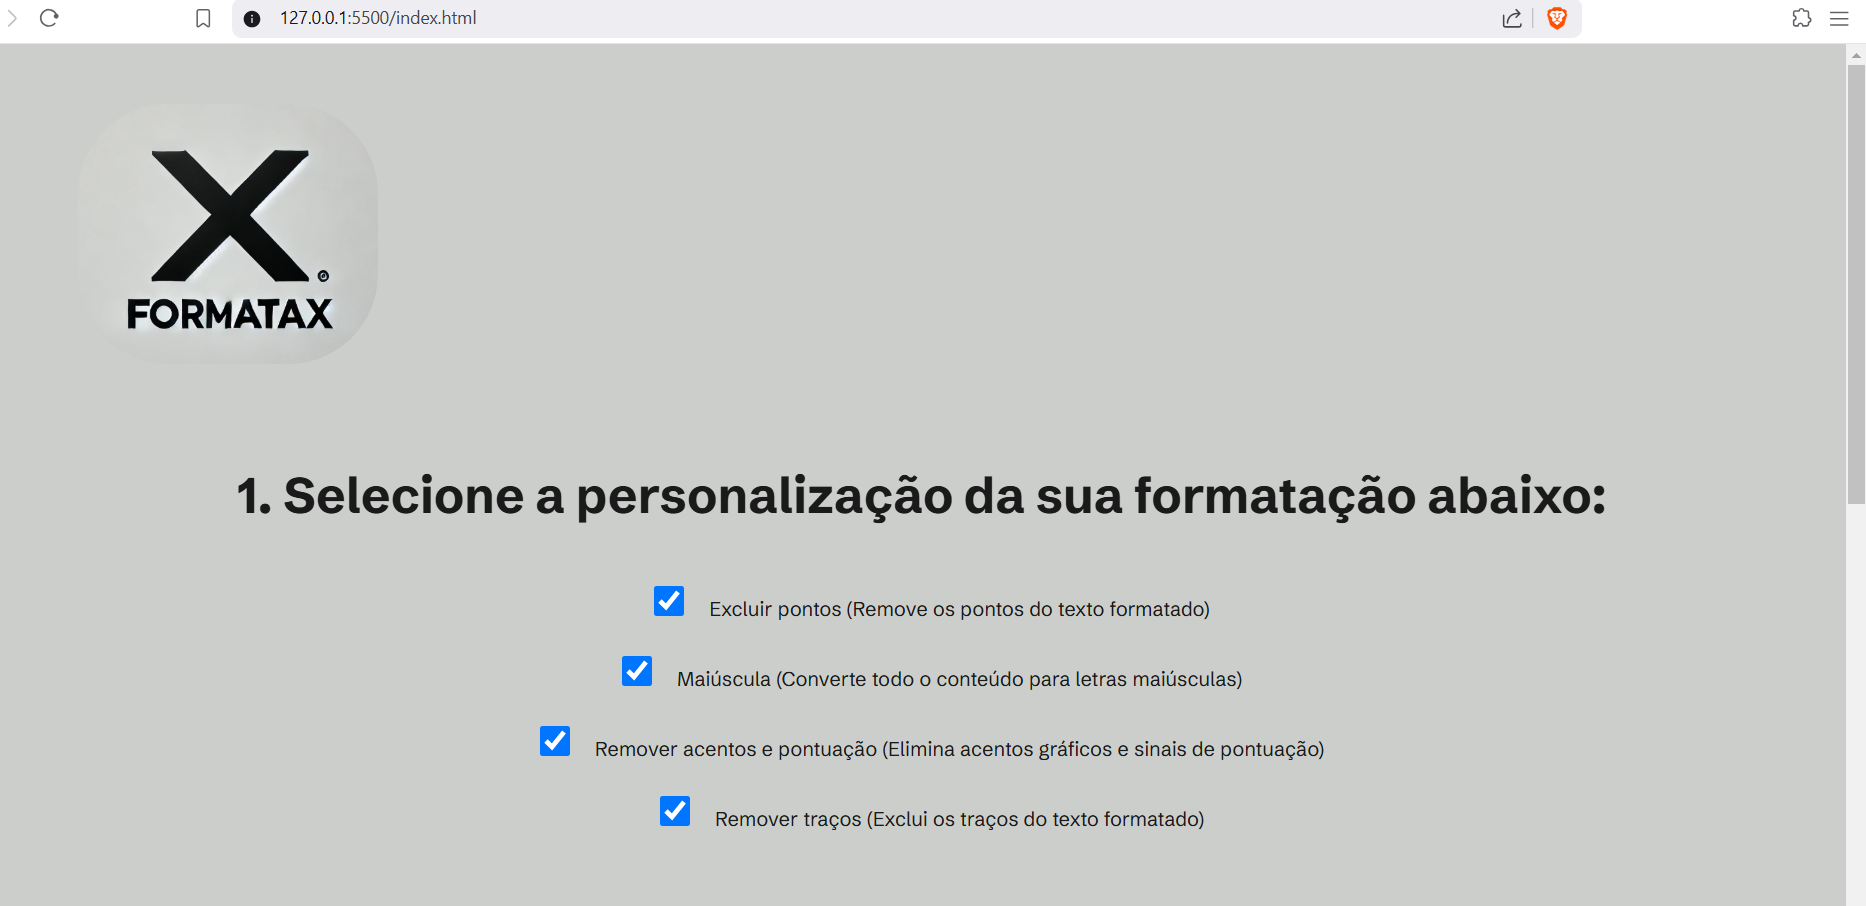 127.0.0.1:5500/index.html
X
FORMATAX
1. Selecione a personalização da sua formatação abaixo:
Excluir pontos (Remove os pontos do texto formatado)
Maiúscula (Converte todo o conteúdo para letras maiúsculas)
Remover acentos e pontuação (Elimina acentos gráficos e sinais de pontuação)
Remover traços (Exclui os traços do texto formatado)